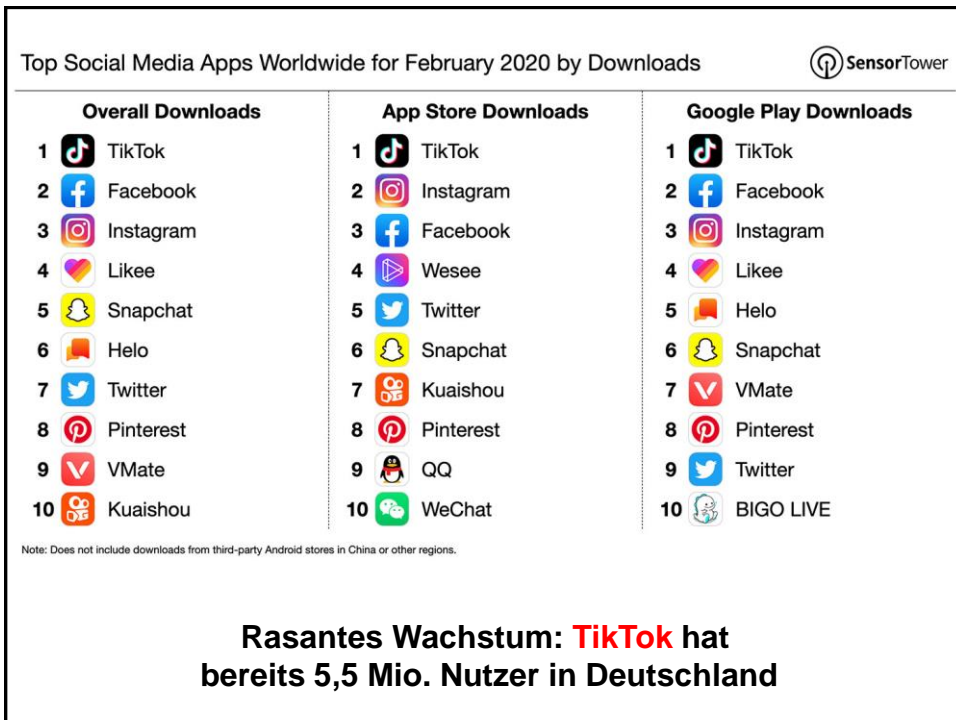 Top Social Media Apps Worldwide for February 2020 by Downloads
SensorTower
Overall Downloads
1 TikTok
2 Facebook
3 Instagram
4 Likee
5 Snapchat
6 Helo
7 Twitter
8 Pinterest
9 VMate
10 Kuaishou
App Store Downloads
1 TikTok
2 Instagram
3 Facebook
4 Wesee
5 Twitter
6 Snapchat
7 Kuaishou
8 Pinterest
9 QQ
10 WeChat
Google Play Downloads
1 TikTok
2 Facebook
3 Instagram
4 Likee
5 Helo
6 Snapchat
7 VMate
8 Pinterest
9 Twitter
10 BIGO LIVE
Note: Does not include downloads from third-party Android stores in China or other regions.
Rasantes Wachstum: TikTok hat
bereits 5,5 Mio. Nutzer in Deutschland